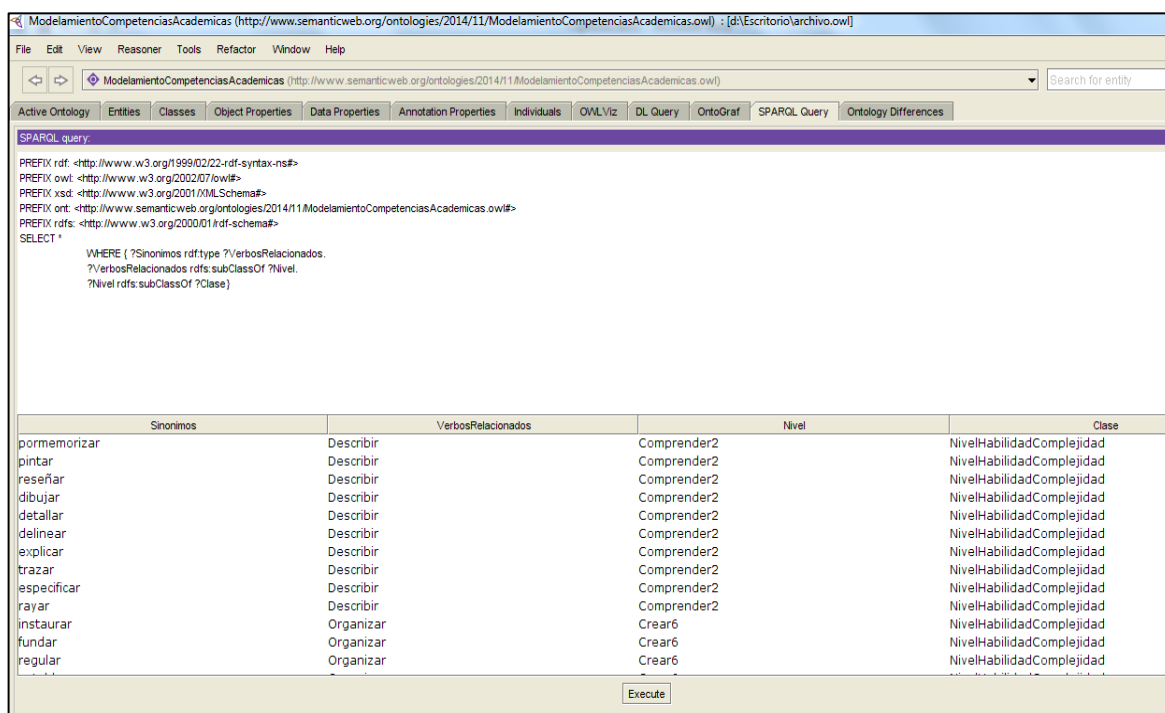 ModelamientoCompetenciasAcademicas (http://www.semanticweb.org/ontologies/2014/11/ModelamientoCompetenciasAcademicas.owl) : [d:\Escritorio\archivo.owl]
File Edit View Reasoner Tools Refactor Window Help
ModelamientoCompetenciasAcademicas (http://www.semanticweb.org/ontologies/2014/11/ModelamientoCompetenciasAcademicas.owl) Search for entity
Active Ontology Entities Classes Object Properties Data Properties Annotation Properties Individuals OWLViz DL Query OntoGraf SPARQL Query Ontology Differences
SPARQL query:
PREFIX rdf: <http://www.w3.org/1999/02/22-rdf-syntax-ns#>
PREFIX owl: <http://www.w3.org/2002/07/owl#>
PREFIX xsd: <http://www.w3.org/2001/XMLSchema#>
PREFIX ont: <http://www.semanticweb.org/ontologies/2014/11/ModelamientoCompetenciasAcademicas.owl#>
PREFIX rdfs: <http://www.w3.org/2000/01/rdf-schema#>
SELECT *
WHERE { ?Sinonimos rdf:type ?VerbosRelacionados.
?VerbosRelacionados rdfs:subClassOf ?Nivel.
?Nivel rdfs:subClassOf ?Clase}
Sinonimos VerbosRelacionados Nivel Clase
pormemorizar Describir Comprender2 NivelHabilidadComplejidad
pintar Describir Comprender2 NivelHabilidadComplejidad
reseñar Describir Comprender2 NivelHabilidadComplejidad
dibujar Describir Comprender2 NivelHabilidadComplejidad
detallar Describir Comprender2 NivelHabilidadComplejidad
delinear Describir Comprender2 NivelHabilidadComplejidad
explicar Describir Comprender2 NivelHabilidadComplejidad
trazar Describir Comprender2 NivelHabilidadComplejidad
especificar Describir Comprender2 NivelHabilidadComplejidad
rayar Describir Comprender2 NivelHabilidadComplejidad
instaurar Organizar Crear6 NivelHabilidadComplejidad
fundar Organizar Crear6 NivelHabilidadComplejidad
regular Organizar Crear6 NivelHabilidadComplejidad
Execute